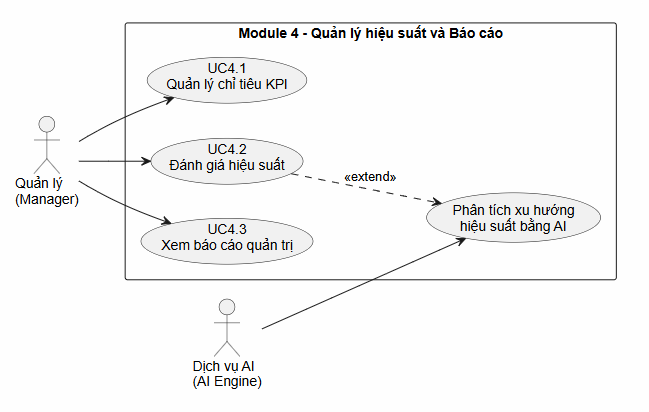 Module 4 - Quản lý hiệu suất và Báo cáo
UC4.1
Quản lý chỉ tiêu KPI
UC4.2
Đánh giá hiệu suất
«extend»
Quản lý
(Manager)
Phân tích xu hướng
hiệu suất bằng AI
UC4.3
Xem báo cáo quản trị
Dịch vụ AI
(AI Engine)